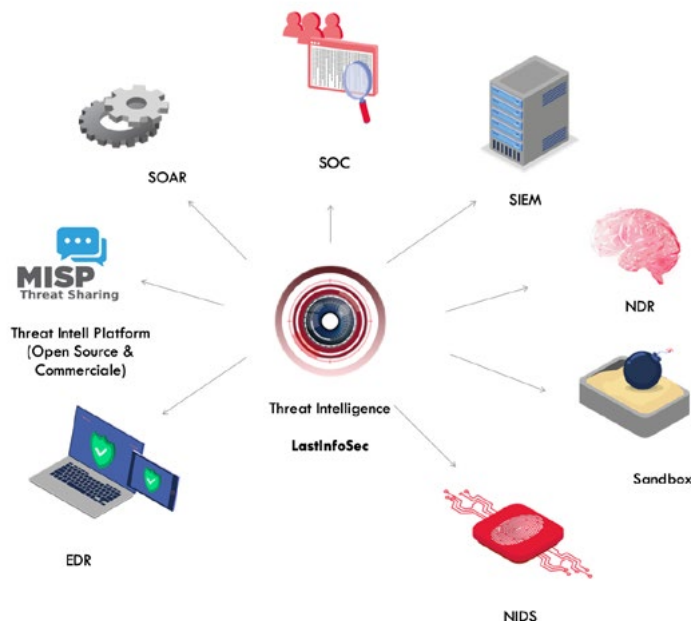 SOC
SOAR
SIEM
MISP
Threat Sharing
Threat Intell Platform
(Open Source &
Commerciale)
NDR
Threat Intelligence
LastInfoSec
Sandbox
EDR
NIDS